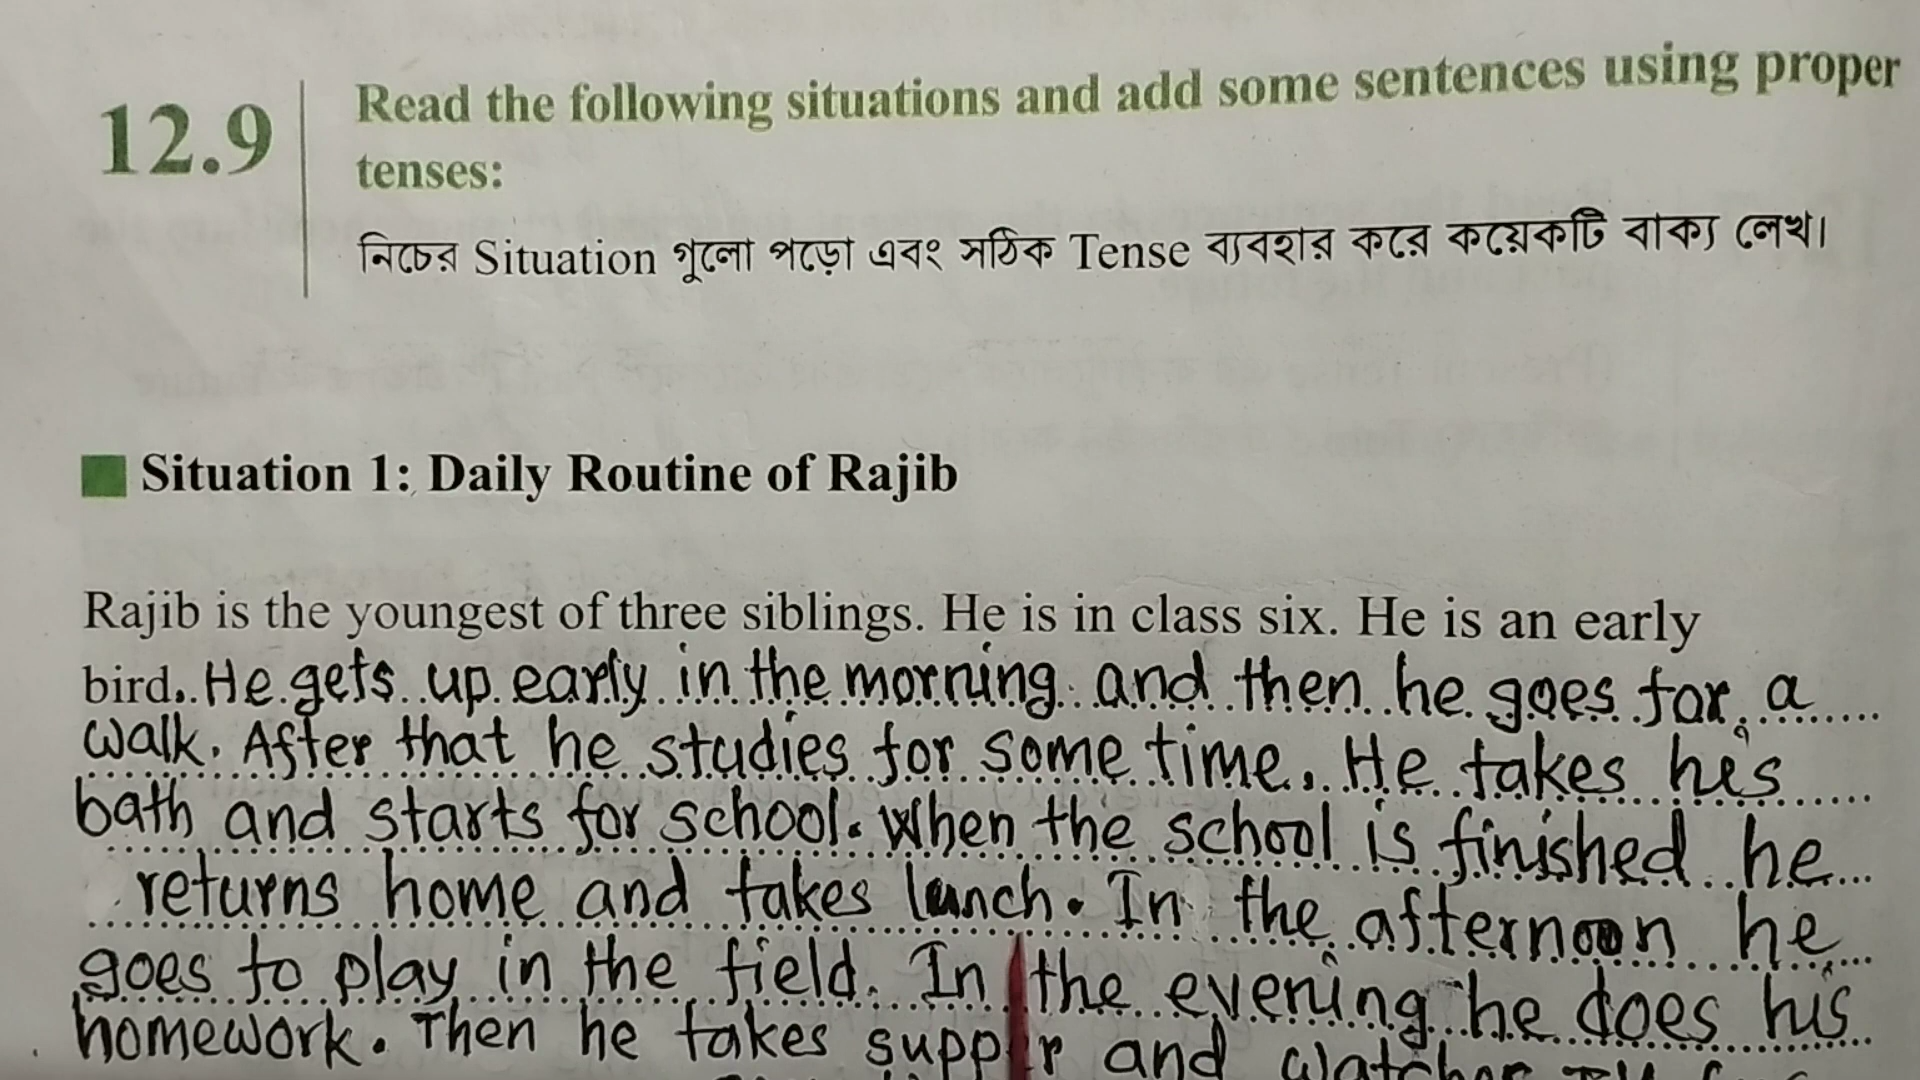 12.9
Read the following situations and add some sentences using proper
tenses:
নিচের Situation গুলো পড়ো এবং সঠিক Tense ব্যবহার করে কয়েকটি বাক্য লেখ।
Situation 1: Daily Routine of Rajib
Rajib is the youngest of three siblings. He is in class six. He is an early
bird. He gets up early in the morning and then he goes for a
walk. After that he studies for some time. He takes his
bath and starts for school. When the school is finished he
returns home and takes lunch. In the afternoon he
goes to play in the field. In the evening he does his
homework. Then he takes supper and watches TV for